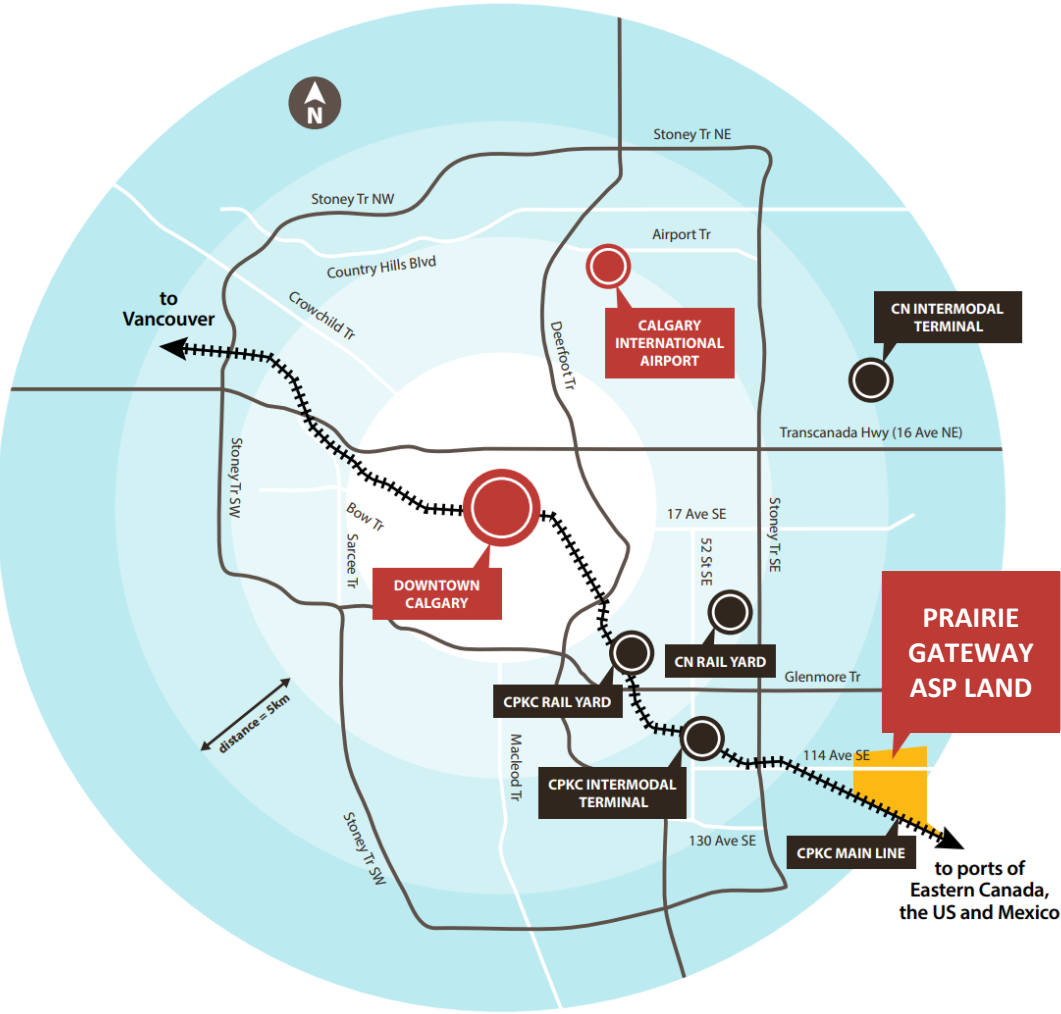 N
Stoney Tr NE
Stoney Tr NW
Airport Tr
Country Hills Blvd
Crowchild Tr
to
Vancouver
CN INTERMODAL
TERMINAL
CALGARY
INTERNATIONAL
AIRPORT
Deerfoot Tr
Transcanada Hwy (16 Ave NE)
Stoney Tr SW
Bow Tr
Sarcee Tr
17 Ave SE
52 St SE
Stoney Tr SE
DOWNTOWN
CALGARY
PRAIRIE
GATEWAY
ASP LAND
CN RAIL YARD
Glenmore Tr
CPKC RAIL YARD
distance = 5km
Macleod Tr
114 Ave SE
CPKC INTERMODAL
TERMINAL
Stoney Tr SW
130 Ave SE
CPKC MAIN LINE
to ports of
Eastern Canada,
the US and Mexico